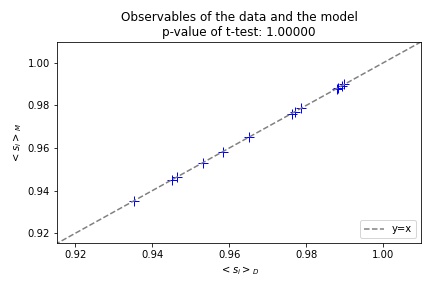 Observables of the data and the model
p-value of t-test: 1.00000
1.00
0.98
0.96
0.94
0.92
< s_i >_M
y=x
0.92
0.94
0.96
0.98
1.00
< s_i >_D